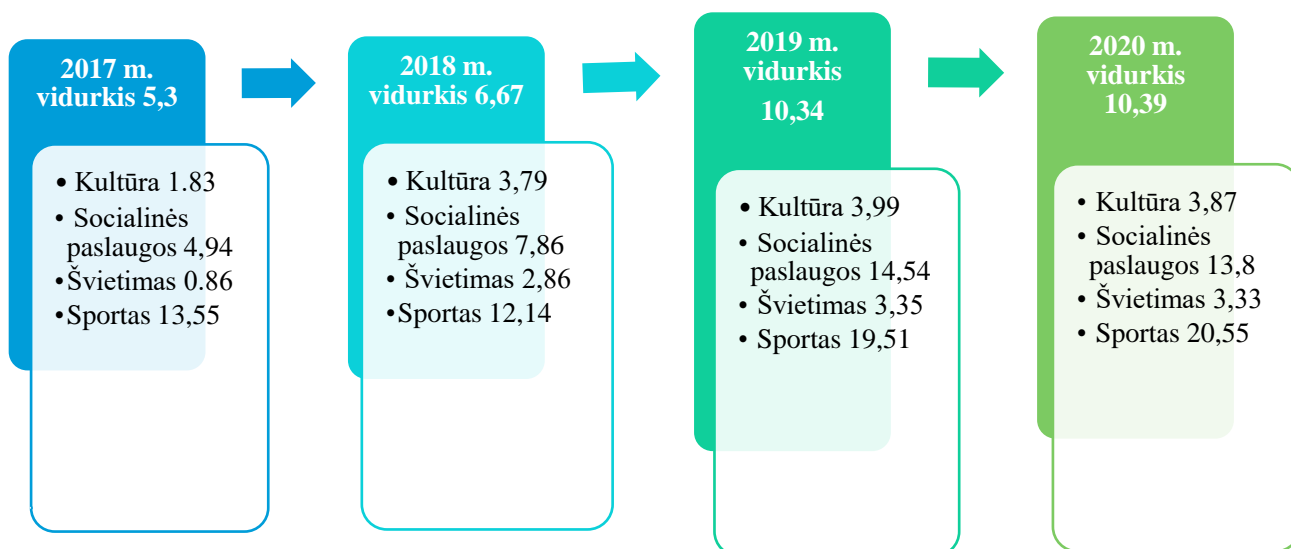 2017 m.
vidurkis 5,3
• Kultūra 1.83
• Socialinės
paslaugos 4,94
•Švietimas 0.86
•Sportas 13,55
2018 m.
vidurkis 6,67
• Kultūra 3,79
• Socialinės
paslaugos 7,86
•Švietimas 2,86
•Sportas 12,14
2019 m.
vidurkis
10,34
• Kultūra 3,99
• Socialinės
paslaugos 14,54
• Švietimas 3,35
• Sportas 19,51
2020 m.
vidurkis
10,39
• Kultūra 3,87
• Socialinės
paslaugos 13,8
• Švietimas 3,33
• Sportas 20,55